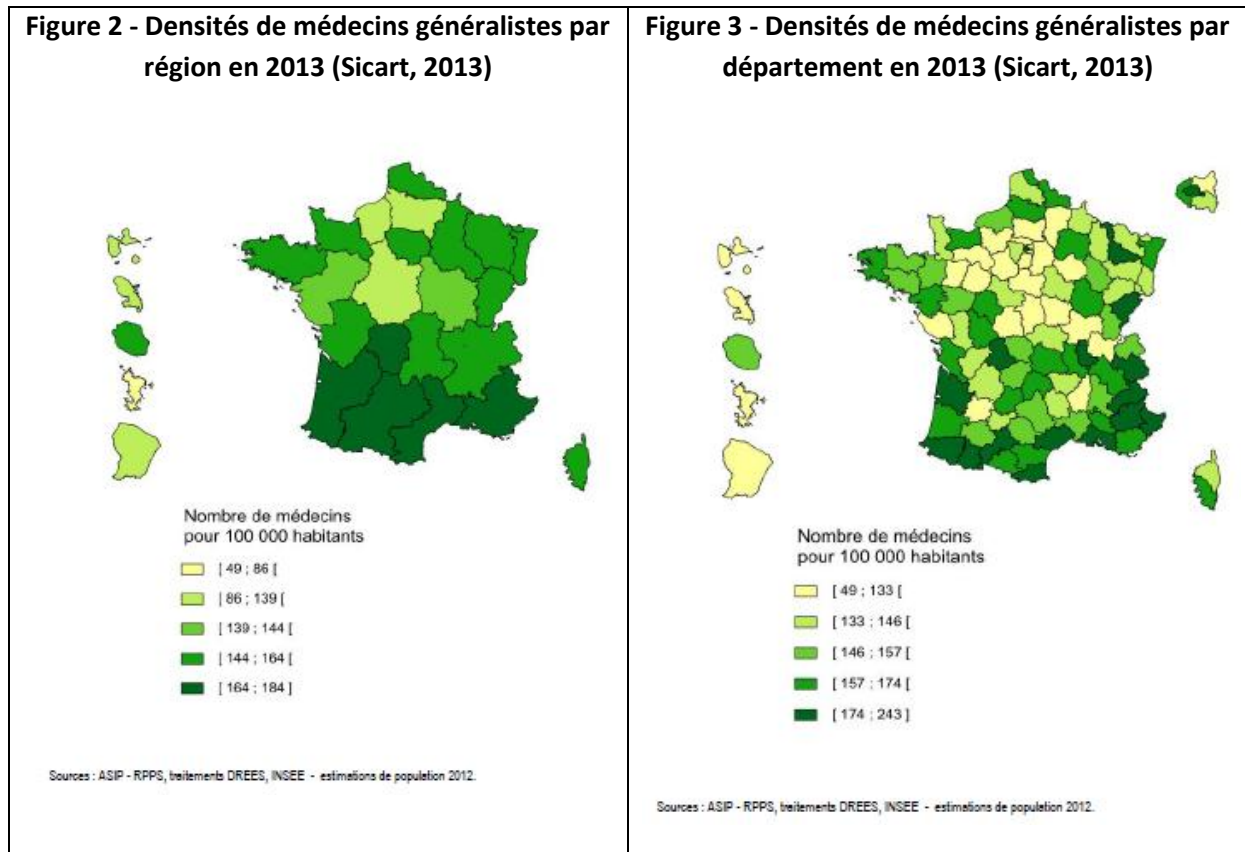 Figure 2 - Densités de médecins généralistes par
région en 2013 (Sicart, 2013)
Nombre de médecins
pour 100 000 habitants
[ 49 ; 86 [
[ 86 ; 139 [
[ 139 ; 144 [
[ 144 ; 164 [
[ 164 ; 184 ]
Sources : ASIP - RPPS, traitements DREES, INSEE - estimations de population 2012.
Figure 3 - Densités de médecins généralistes par
département en 2013 (Sicart, 2013)
Nombre de médecins
pour 100 000 habitants
[ 49 ; 133 [
[ 133 ; 146 [
[ 146 ; 157 [
[ 157 ; 174 [
[ 174 ; 243 ]
Sources : ASIP - RPPS, traitements DREES, INSEE - estimations de population 2012.